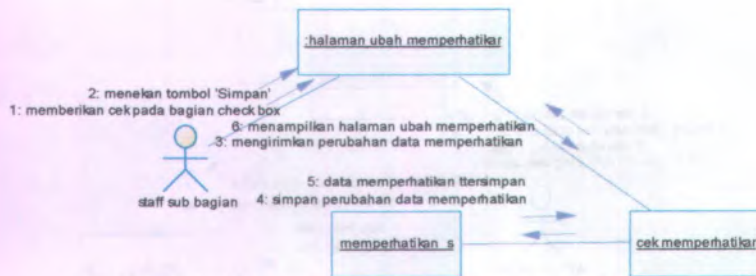 :halaman ubah memperhatikar
2: menekan tombol 'Simpan'
1: memberikan cek pada bagian check box
6: menampilkan halaman ubah memperhatikan
3: mengirimkan perubahan data memperhatikan
staff sub bagian
5: data memperhatikan ttersimpan
4: simpan perubahan data memperhatikan
memperhatikan_s
cek memperhatikan